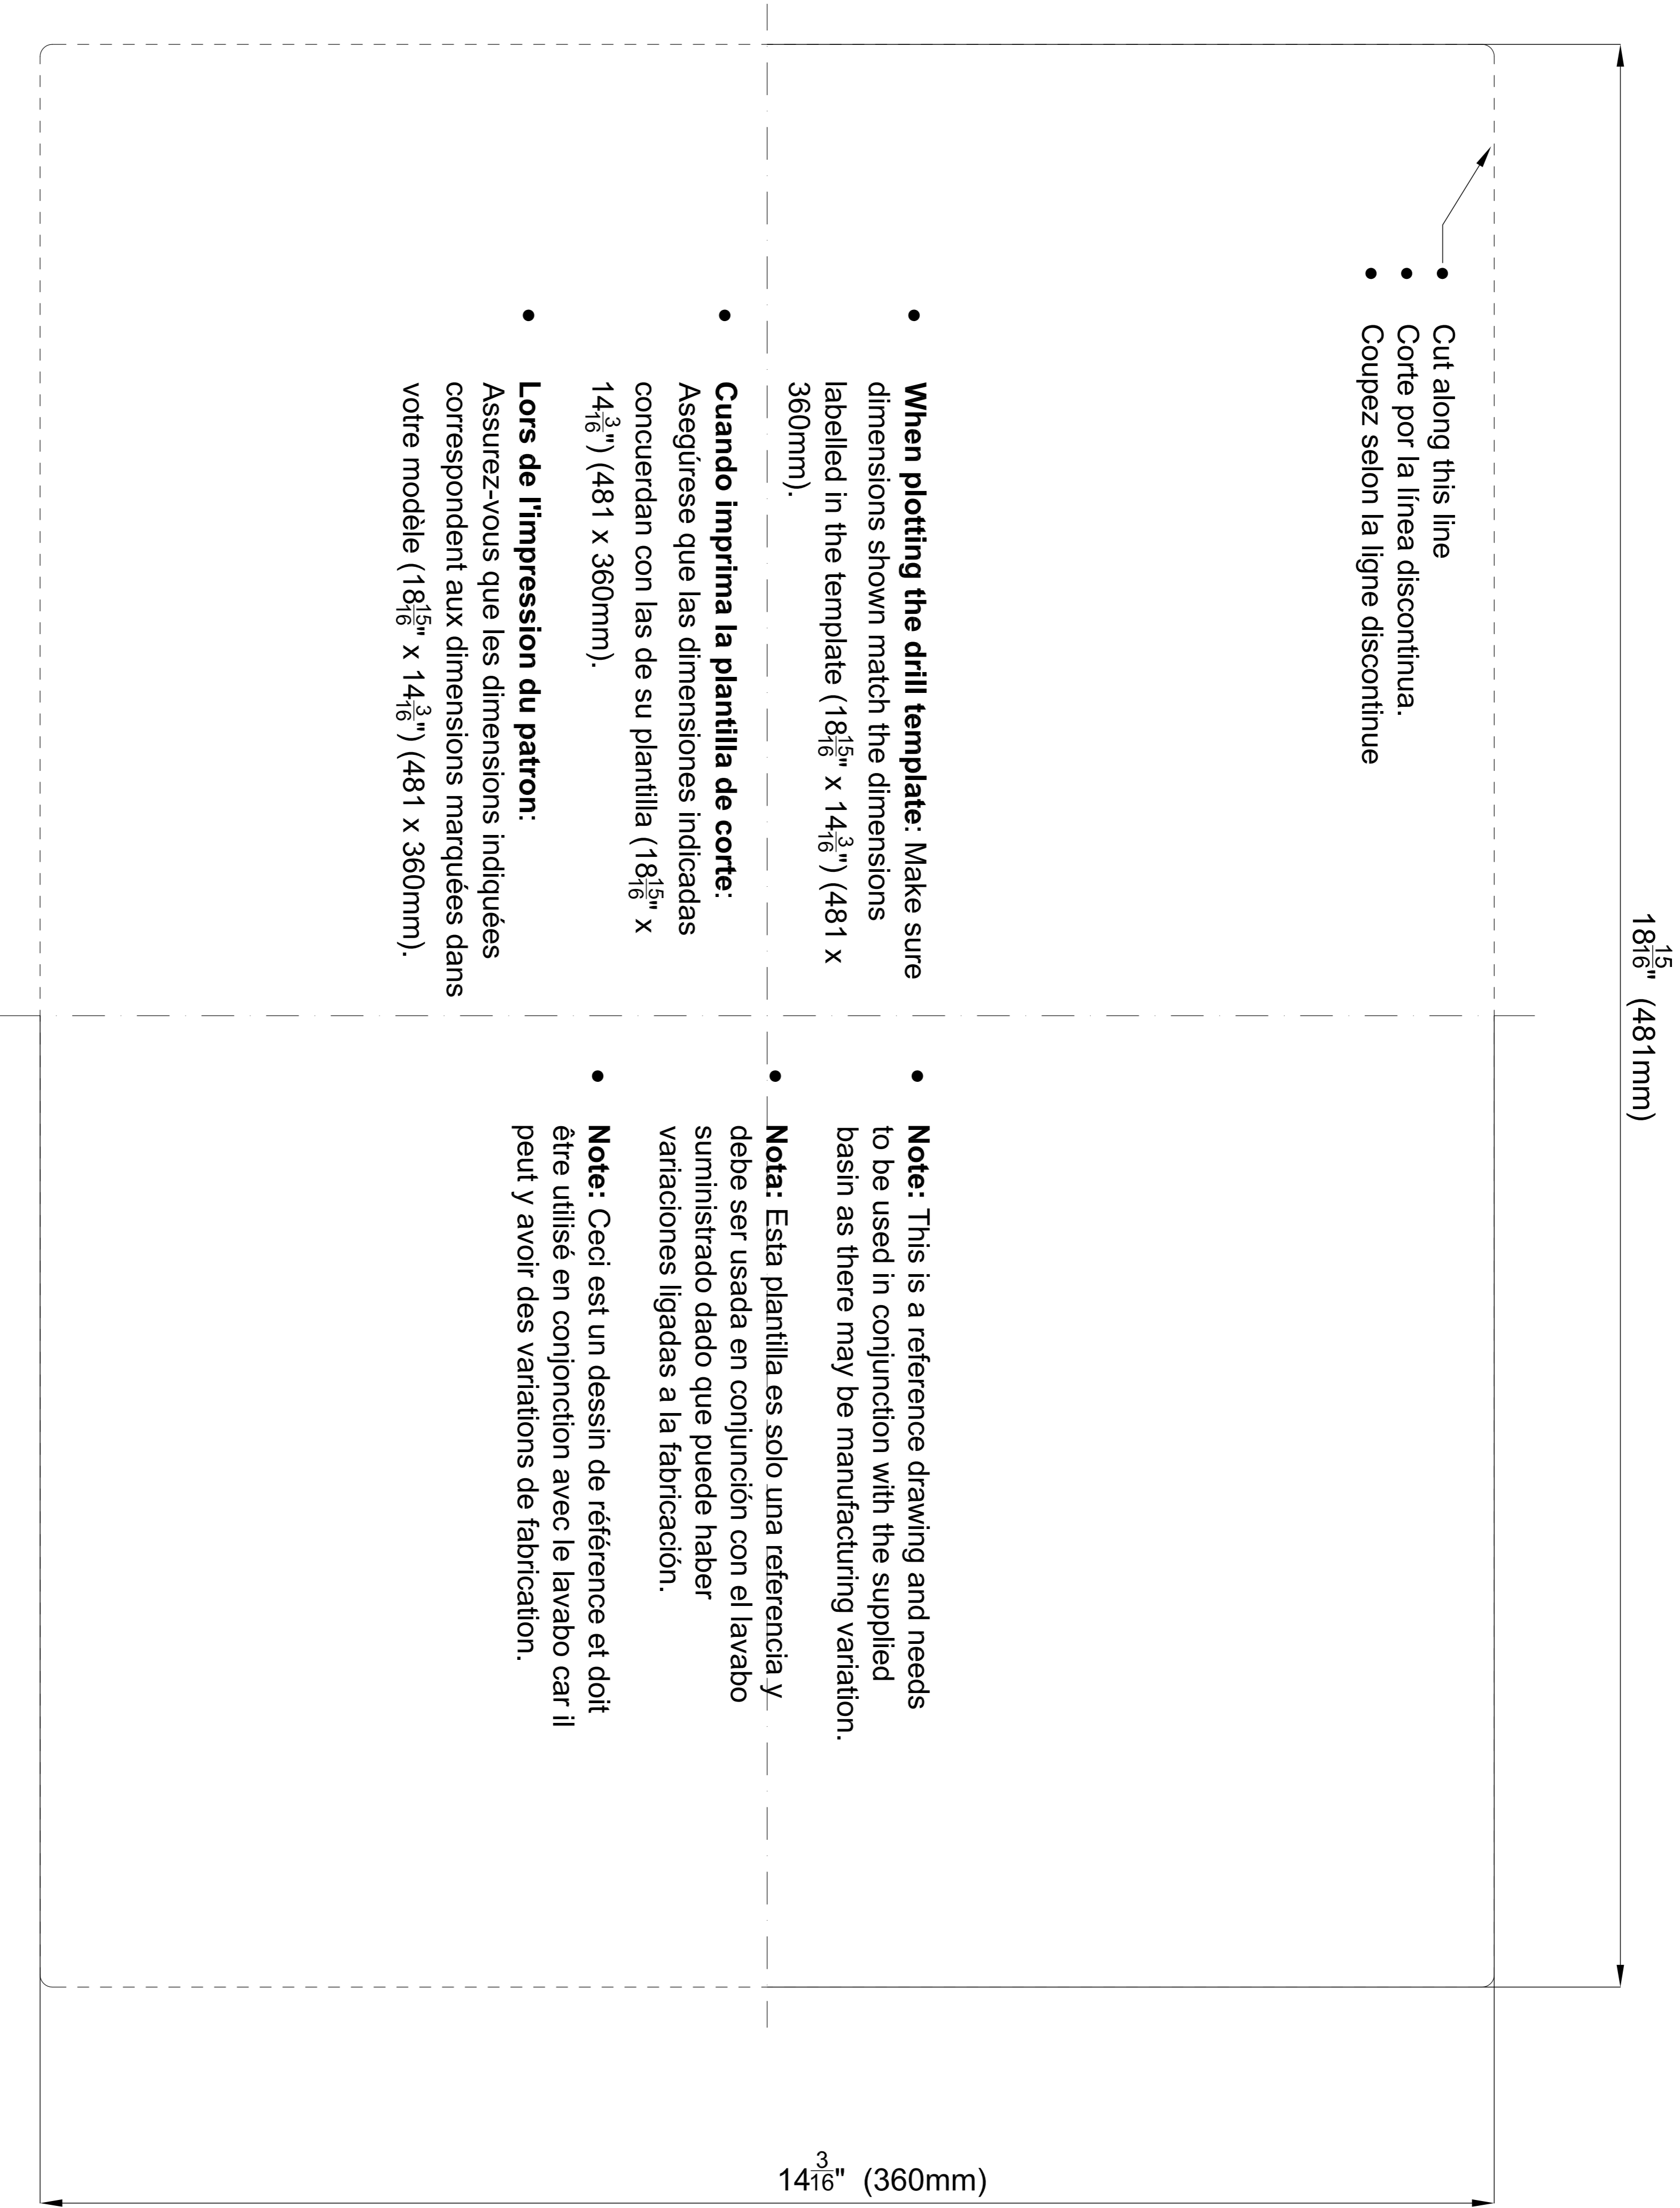 18 15/16" (481mm)
• Cut along this line
• Corte por la línea discontinua.
• Coupez selon la ligne discontinue
• When plotting the drill template: Make sure
dimensions shown match the dimensions
labelled in the template (18 15/16" x 14 3/16") (481 x
360mm).
• Cuando imprima la plantilla de corte:
Asegúrese que las dimensiones indicadas
concuerdan con las de su plantilla (18 15/16" x
14 3/16") (481 x 360mm).
• Lors de l'impression du patron:
Assurez-vous que les dimensions indiquées
correspondent aux dimensions marquées dans
votre modèle (18 15/16" x 14 3/16") (481 x 360mm).
• Note: This is a reference drawing and needs
to be used in conjunction with the supplied
basin as there may be manufacturing variation.
• Nota: Esta plantilla es solo una referencia y
debe ser usada en conjunción con el lavabo
suministrado dado que puede haber
variaciones ligadas a la fabricación.
• Note: Ceci est un dessin de référence et doit
être utilisé en conjonction avec le lavabo car il
peut y avoir des variations de fabrication.
14 3/16" (360mm)